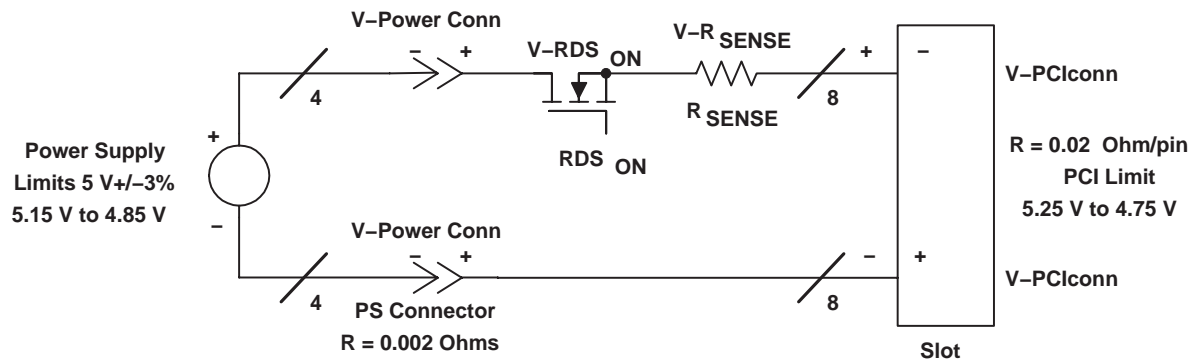 V−Power Conn
− +
V−RDS ON
V−R SENSE
+ −
4
8
V−PCIconn
R SENSE
RDS ON
+
Power Supply
Limits 5 V+/−3%
5.15 V to 4.85 V
−
R = 0.02 Ohm/pin
PCI Limit
5.25 V to 4.75 V
V−Power Conn
− +
− +
4
8
V−PCIconn
PS Connector
R = 0.002 Ohms
Slot